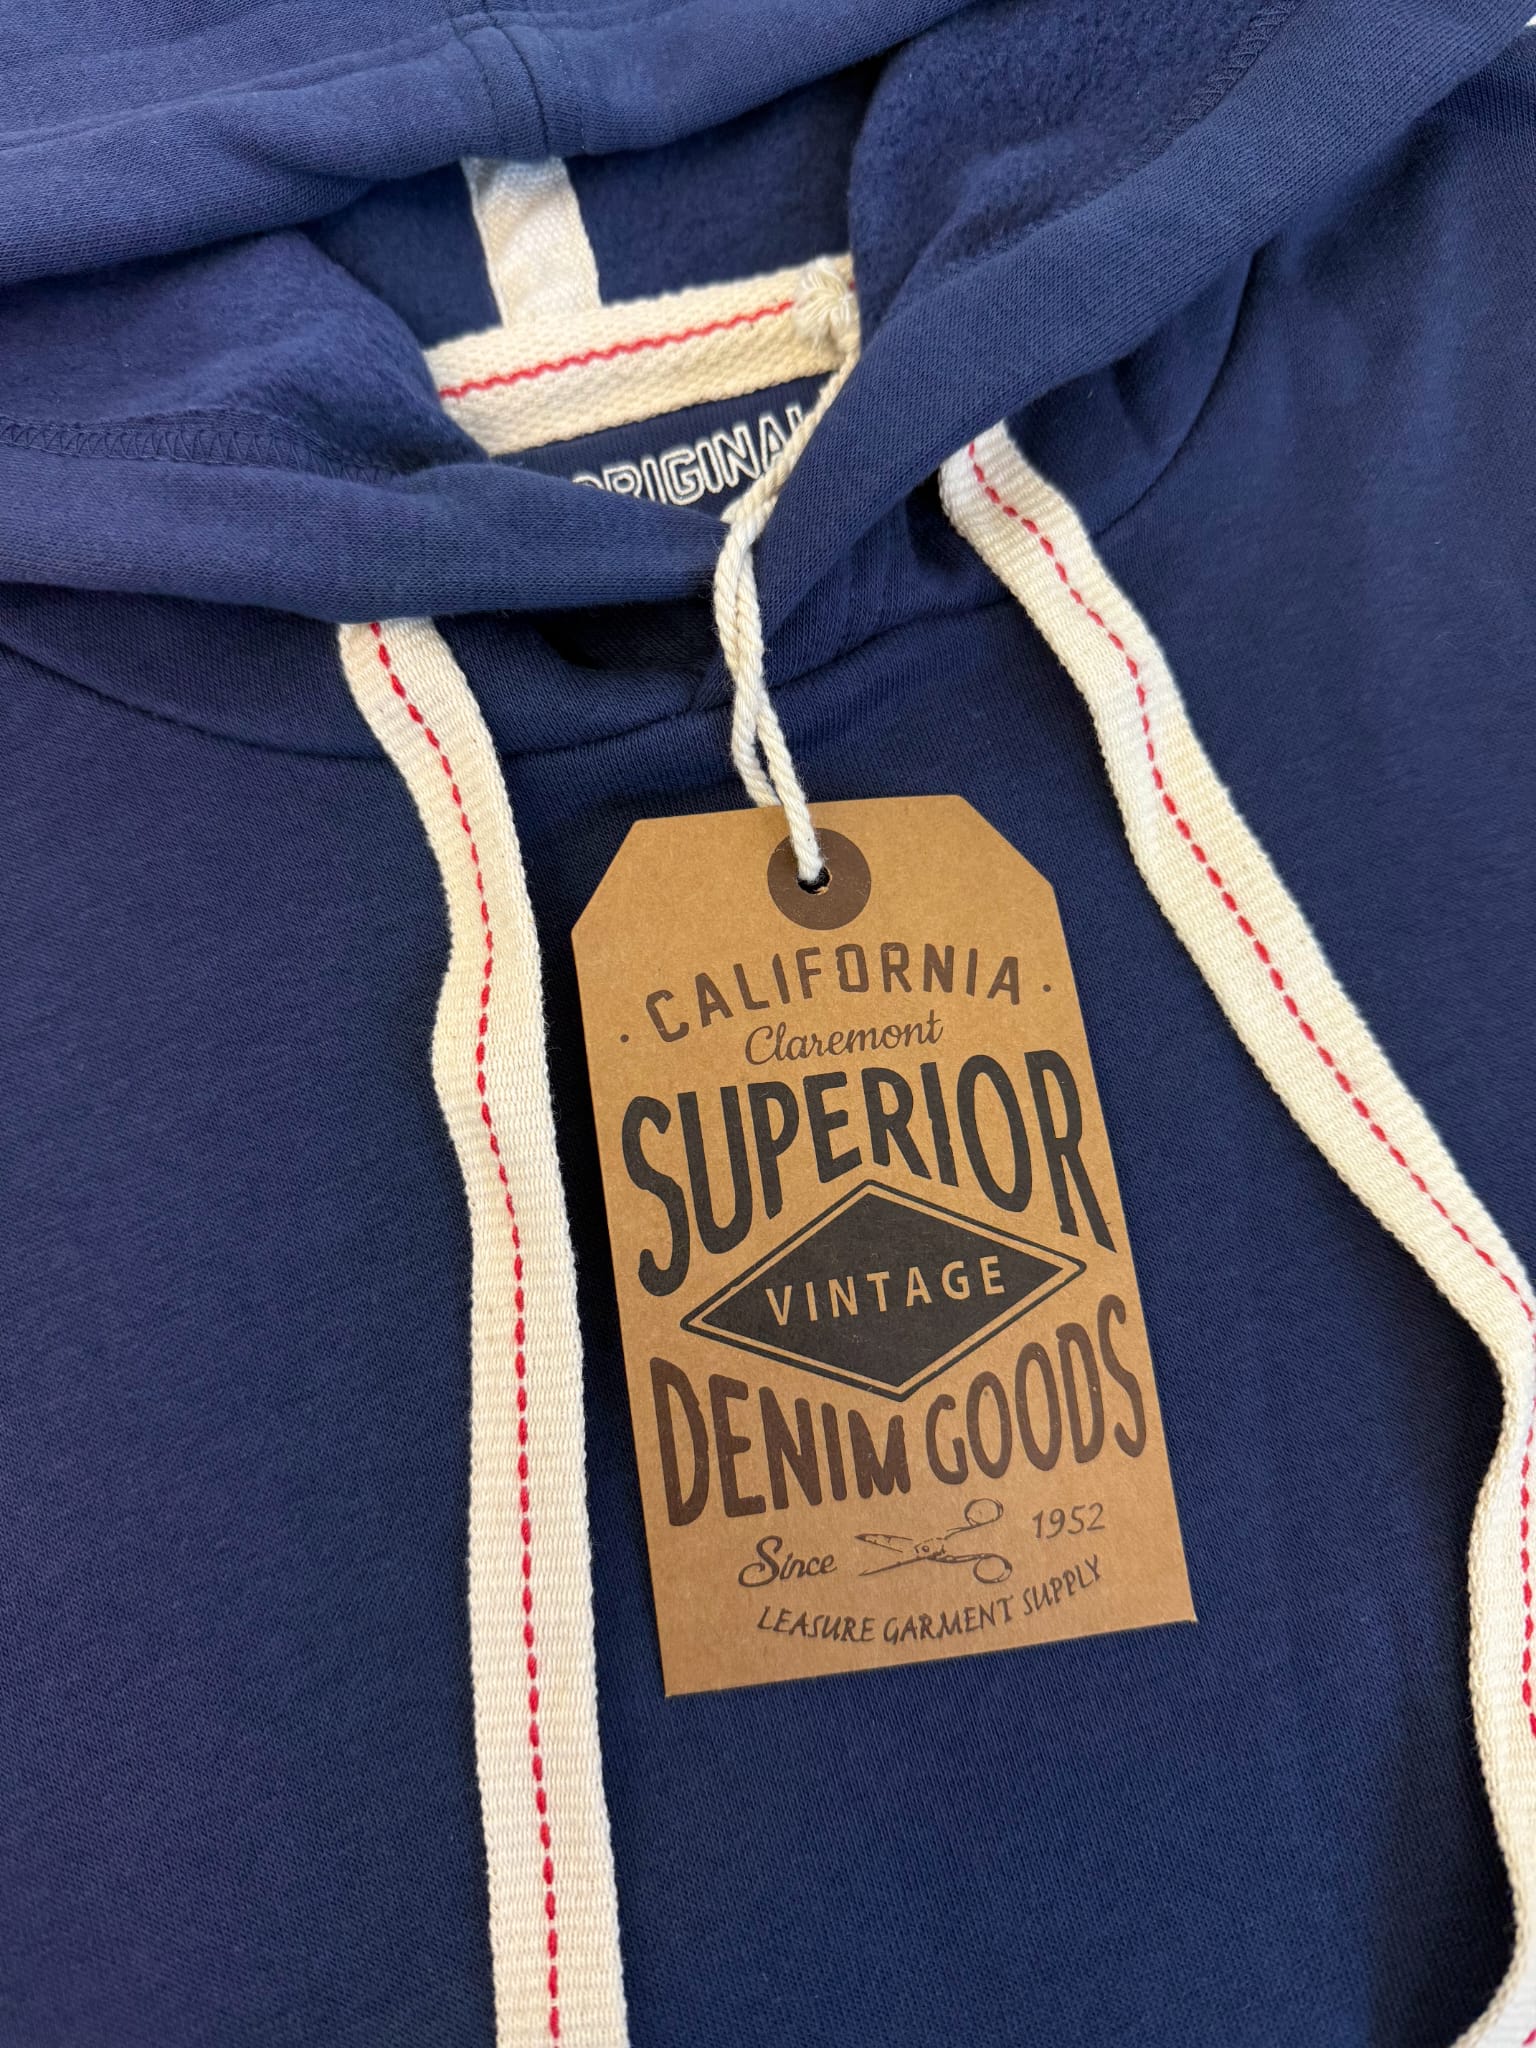 ORIGINAL
CALIFORNIA
Claremont
SUPERIOR
VINTAGE
DENIM GOODS
Since 1952
LEASURE GARMENT SUPPLY